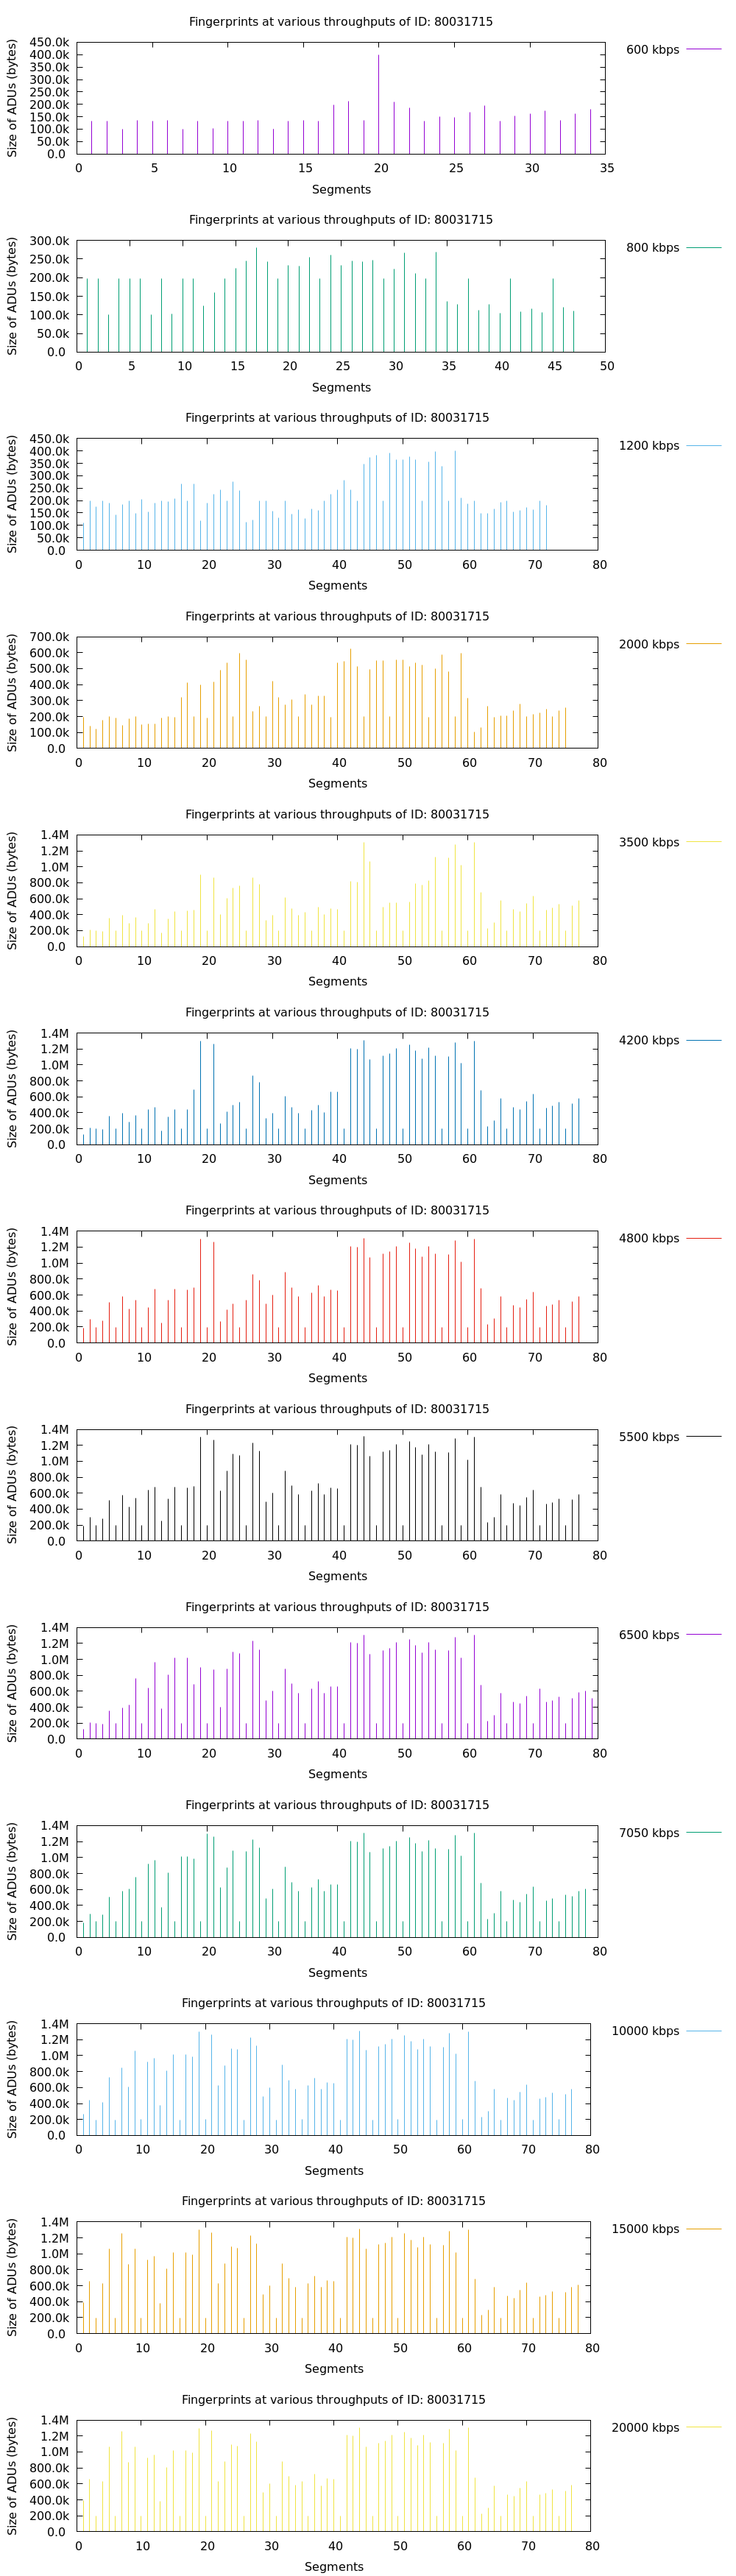 Fingerprints at various throughputs of ID: 80031715
600 kbps
Size of ADUs (bytes)
450.0k
400.0k
350.0k
300.0k
250.0k
200.0k
150.0k
100.0k
50.0k
0.0
0 5 10 15 20 25 30 35
Segments
Fingerprints at various throughputs of ID: 80031715
800 kbps
Size of ADUs (bytes)
300.0k
250.0k
200.0k
150.0k
100.0k
50.0k
0.0
0 5 10 15 20 25 30 35 40 45 50
Segments
Fingerprints at various throughputs of ID: 80031715
1200 kbps
Size of ADUs (bytes)
450.0k
400.0k
350.0k
300.0k
250.0k
200.0k
150.0k
100.0k
50.0k
0.0
0 10 20 30 40 50 60 70 80
Segments
Fingerprints at various throughputs of ID: 80031715
2000 kbps
Size of ADUs (bytes)
700.0k
600.0k
500.0k
400.0k
300.0k
200.0k
100.0k
0.0
0 10 20 30 40 50 60 70 80
Segments
Fingerprints at various throughputs of ID: 80031715
3500 kbps
Size of ADUs (bytes)
1.4M
1.2M
1.0M
800.0k
600.0k
400.0k
200.0k
0.0
0 10 20 30 40 50 60 70 80
Segments
Fingerprints at various throughputs of ID: 80031715
4200 kbps
Size of ADUs (bytes)
1.4M
1.2M
1.0M
800.0k
600.0k
400.0k
200.0k
0.0
0 10 20 30 40 50 60 70 80
Segments
Fingerprints at various throughputs of ID: 80031715
4800 kbps
Size of ADUs (bytes)
1.4M
1.2M
1.0M
800.0k
600.0k
400.0k
200.0k
0.0
0 10 20 30 40 50 60 70 80
Segments
Fingerprints at various throughputs of ID: 80031715
5500 kbps
Size of ADUs (bytes)
1.4M
1.2M
1.0M
800.0k
600.0k
400.0k
200.0k
0.0
0 10 20 30 40 50 60 70 80
Segments
Fingerprints at various throughputs of ID: 80031715
6500 kbps
Size of ADUs (bytes)
1.4M
1.2M
1.0M
800.0k
600.0k
400.0k
200.0k
0.0
0 10 20 30 40 50 60 70 80
Segments
Fingerprints at various throughputs of ID: 80031715
7050 kbps
Size of ADUs (bytes)
1.4M
1.2M
1.0M
800.0k
600.0k
400.0k
200.0k
0.0
0 10 20 30 40 50 60 70 80
Segments
Fingerprints at various throughputs of ID: 80031715
10000 kbps
Size of ADUs (bytes)
1.4M
1.2M
1.0M
800.0k
600.0k
400.0k
200.0k
0.0
0 10 20 30 40 50 60 70 80
Segments
Fingerprints at various throughputs of ID: 80031715
15000 kbps
Size of ADUs (bytes)
1.4M
1.2M
1.0M
800.0k
600.0k
400.0k
200.0k
0.0
0 10 20 30 40 50 60 70 80
Segments
Fingerprints at various throughputs of ID: 80031715
20000 kbps
Size of ADUs (bytes)
1.4M
1.2M
1.0M
800.0k
600.0k
400.0k
200.0k
0.0
0 10 20 30 40 50 60 70 80
Segments